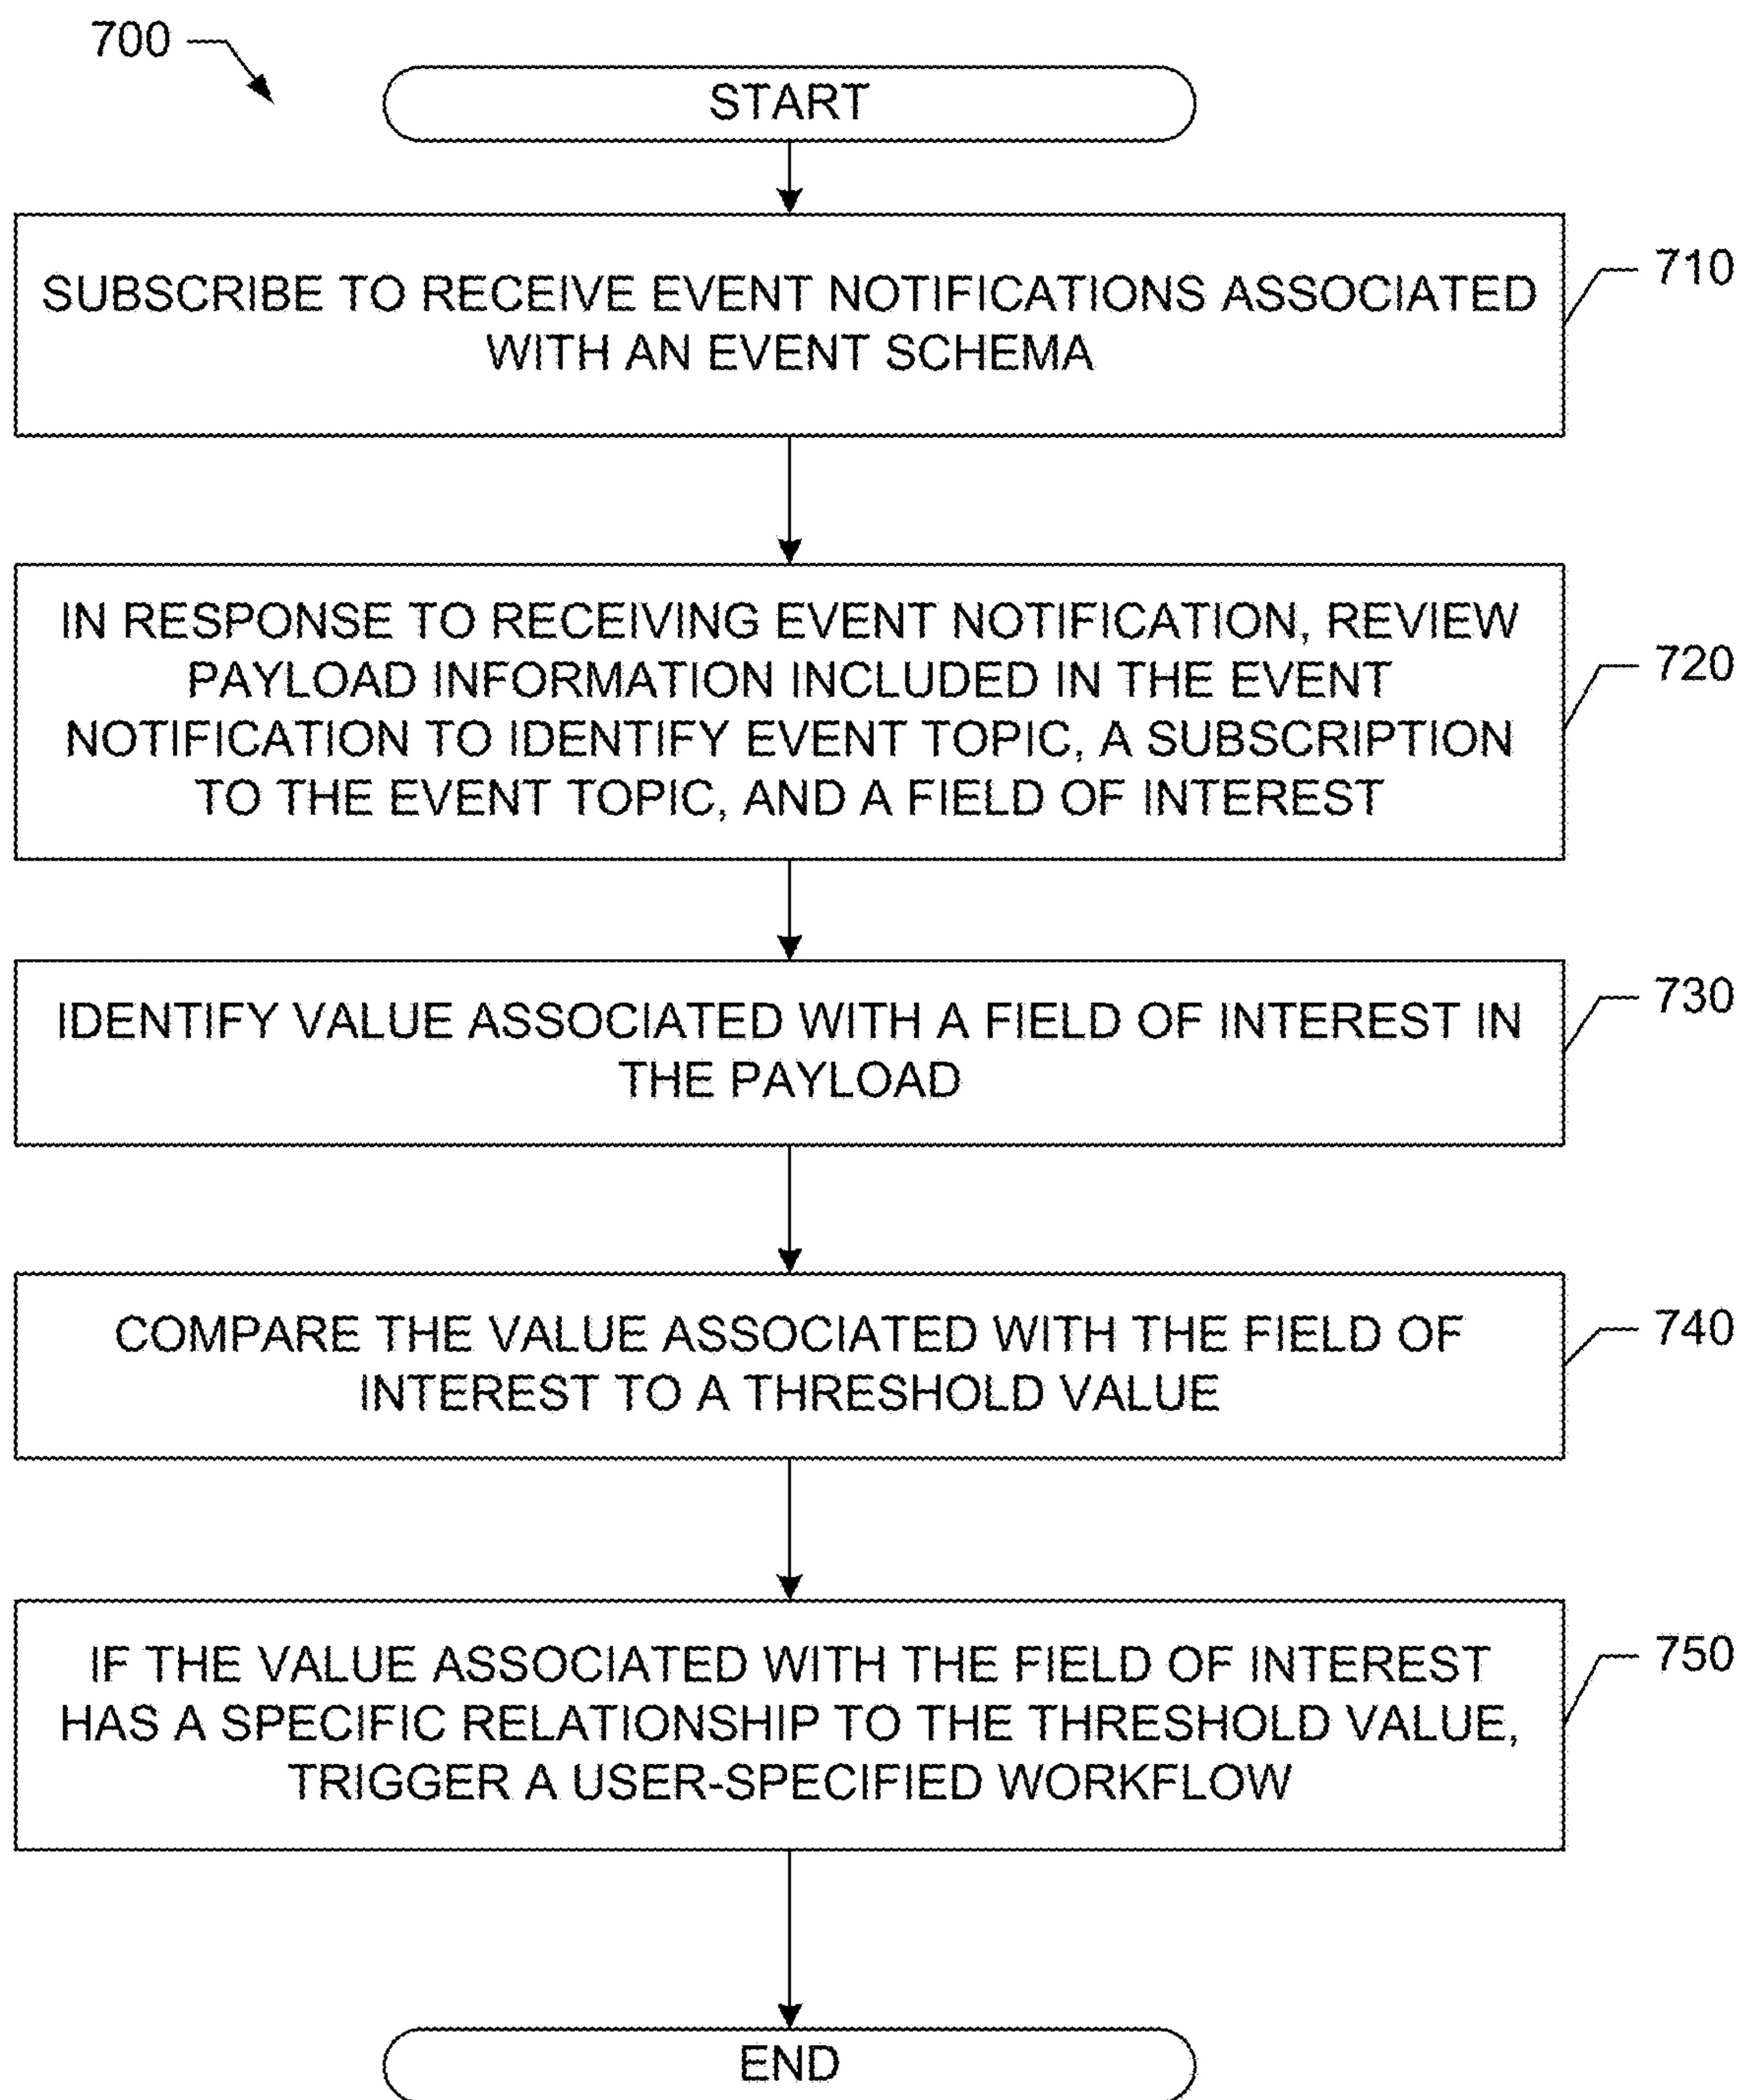 700
START
SUBSCRIBE TO RECEIVE EVENT NOTIFICATIONS ASSOCIATED
WITH AN EVENT SCHEMA
710
IN RESPONSE TO RECEIVING EVENT NOTIFICATION, REVIEW
PAYLOAD INFORMATION INCLUDED IN THE EVENT
NOTIFICATION TO IDENTIFY EVENT TOPIC, A SUBSCRIPTION
TO THE EVENT TOPIC, AND A FIELD OF INTEREST
720
IDENTIFY VALUE ASSOCIATED WITH A FIELD OF INTEREST IN
THE PAYLOAD
730
COMPARE THE VALUE ASSOCIATED WITH THE FIELD OF
INTEREST TO A THRESHOLD VALUE
740
IF THE VALUE ASSOCIATED WITH THE FIELD OF INTEREST
HAS A SPECIFIC RELATIONSHIP TO THE THRESHOLD VALUE,
TRIGGER A USER-SPECIFIED WORKFLOW
750
END